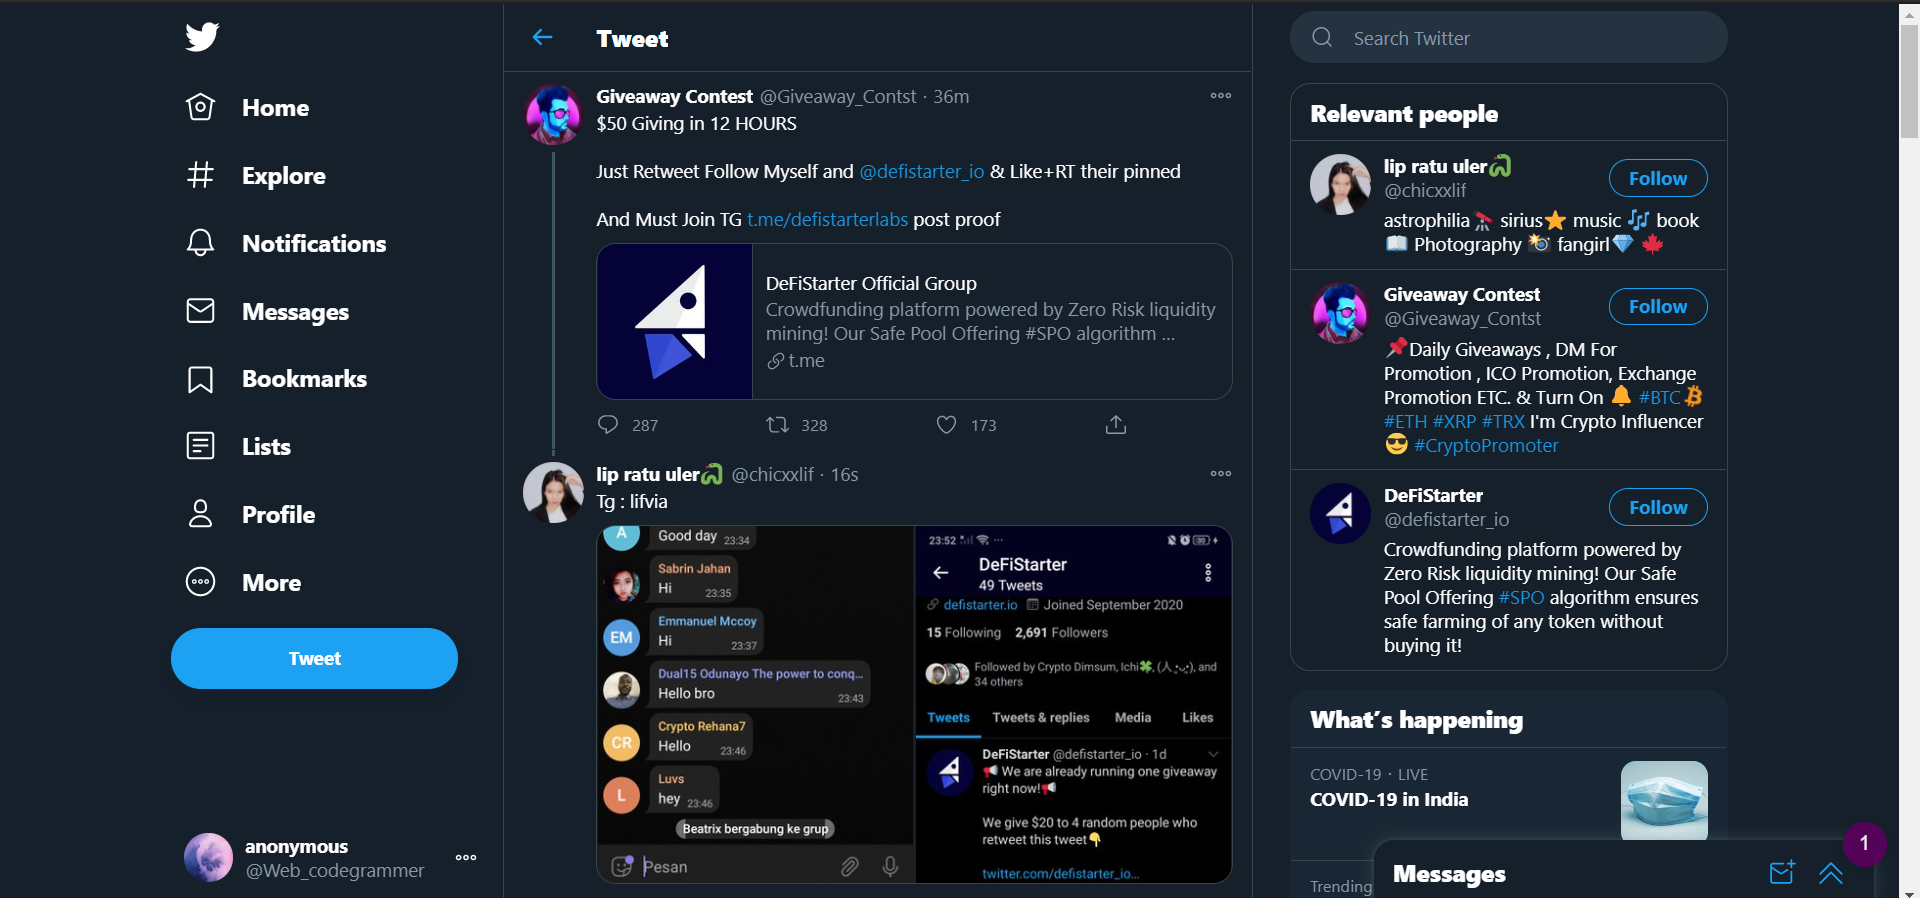 Home
Explore
Notifications
Messages
Bookmarks
Lists
Profile
More
Tweet
anonymous
@Web_codegrammer
Tweet
Giveaway Contest @Giveaway_Contst · 36m
$50 Giving in 12 HOURS
Just Retweet Follow Myself and @defistarter_io & Like+RT their pinned
And Must Join TG t.me/defistarterlabs post proof
DeFiStarter Official Group
Crowdfunding platform powered by Zero Risk liquidity
mining! Our Safe Pool Offering #SPO algorithm ...
t.me
287 328 173
lip ratu uler🐍 @chicxxlif · 16s
Tg : lifvia
A
Good day 23:34
Sabrin Jahan
Hi 23:35
EM
Emmanuel Mccoy
Hi 23:37
Dual15 Odunayo The power to conq...
Hello bro 23:43
CR
Crypto Rehana7
Hello 23:46
L
Luvs
hey 23:46
Beatrix bergabung ke grup
Pesan
23:52 30
DeFiStarter
49 Tweets
defistarter.io Joined September 2020
15 Following 2,691 Followers
Followed by Crypto Dimsum, Ichi🍀, and
34 others
Tweets Tweets & replies Media Likes
DeFiStarter @defistarter_io · 1d
📢 We are already running one giveaway
right now!📢
We give $20 to 4 random people who
retweet this tweet👇
twitter.com/defistarter_io...
Search Twitter
Relevant people
lip ratu uler🐍
@chicxxlif
Follow
astrophilia🔭 sirius⭐ music 🎶 book
📖 Photography 📸 fangirl💎 🍁
Giveaway Contest
@Giveaway_Contst
Follow
📌Daily Giveaways , DM For
Promotion , ICO Promotion, Exchange
Promotion ETC. & Turn On 🔔 #BTC
#ETH #XRP #TRX I'm Crypto Influencer
😎 #CryptoPromoter
DeFiStarter
@defistarter_io
Follow
Crowdfunding platform powered by
Zero Risk liquidity mining! Our Safe
Pool Offering #SPO algorithm ensures
safe farming of any token without
buying it!
What's happening
COVID-19 · LIVE
COVID-19 in India
Trending
Messages
1